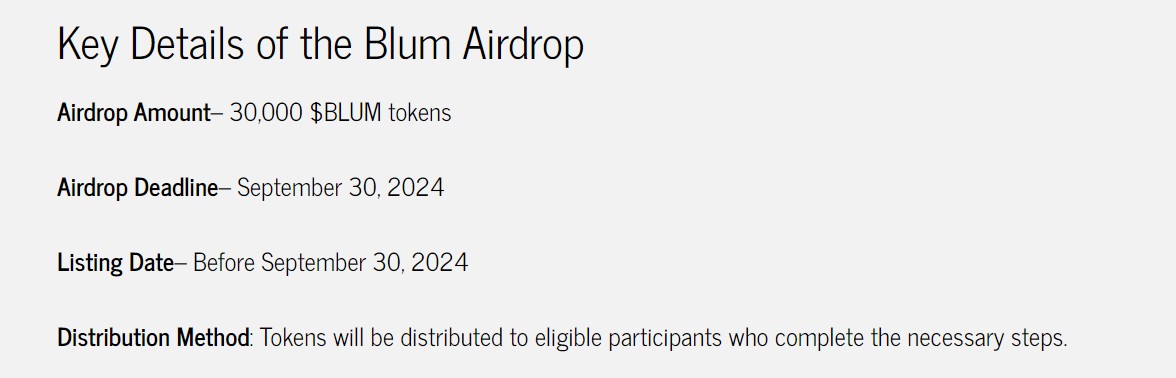 Key Details of the Blum Airdrop
Airdrop Amount– 30,000 $BLUM tokens
Airdrop Deadline– September 30, 2024
Listing Date– Before September 30, 2024
Distribution Method: Tokens will be distributed to eligible participants who complete the necessary steps.